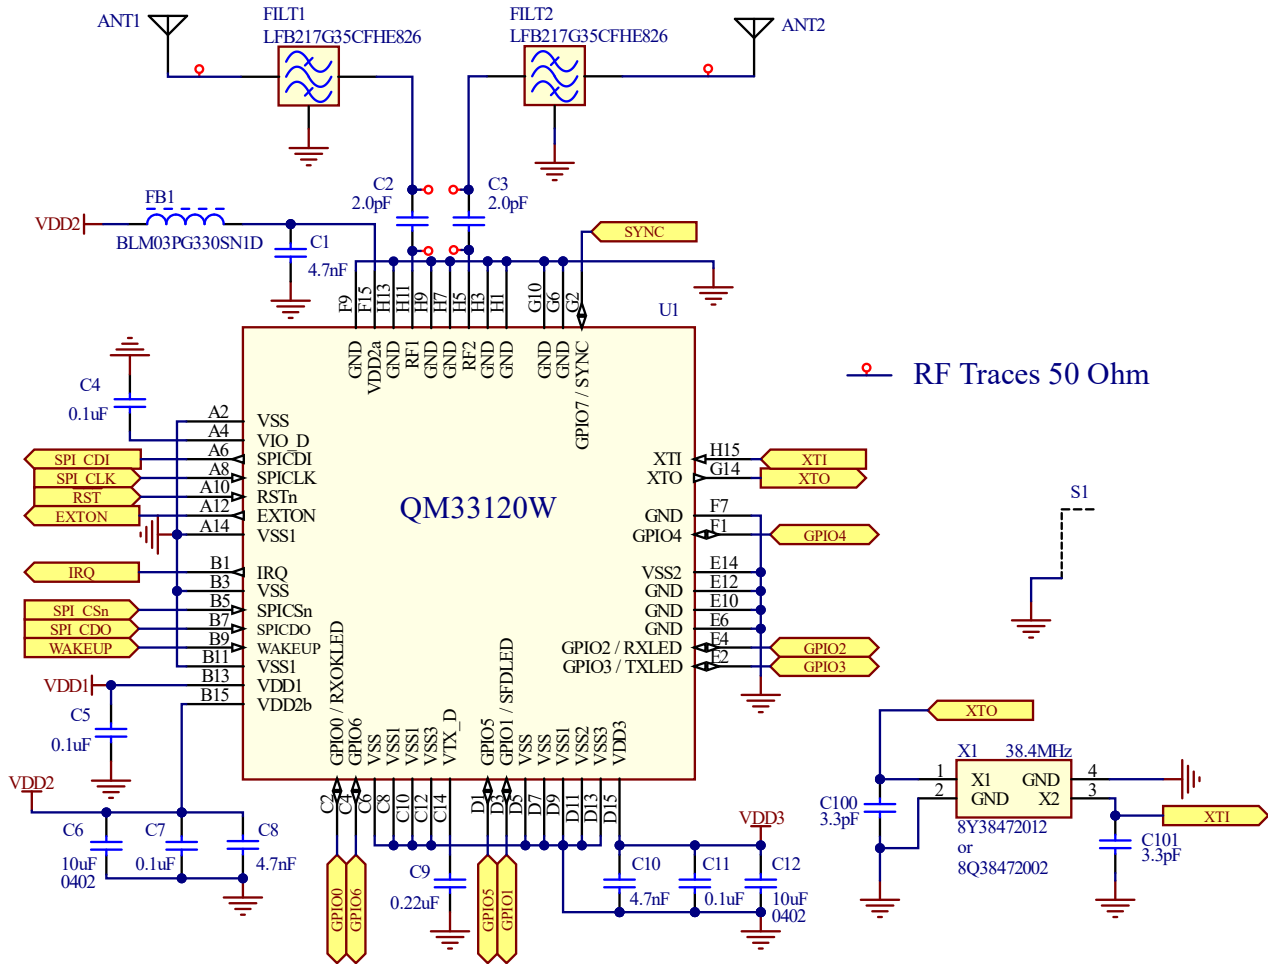 ANT1
FILT1
LFB217G35CFHE826
FILT2
LFB217G35CFHE826
ANT2
C2
2.0pF
C3
2.0pF
FB1
VDD2
BLM03PG330SN1D
C1
4.7nF
SYNC
F9
F15
H13
H11
H9
H7
H5
H3
H1
G10
G6
G2
U1
GND
VDD2a
GND
RF1
GND
GND
RF2
GND
GND
GND
GND
GPIO7 / SYNC
RF Traces 50 Ohm
C4
0.1uF
A2 VSS
A4 VIO_D
SPI_CDI A6 SPICDI
SPI_CLK A8 SPICLK
RST A10 RSTn
EXTON A12 EXTON
A14 VSS1
IRQ B1 IRQ
B3 VSS
SPI_CSn B5 SPICSn
SPI_CDO B7 SPICDO
WAKEUP B9 WAKEUP
B11 VSS1
VDD1 B13 VDD1
B15 VDD2b
QM33120W
XTI H15 XTI
XTO G14 XTO
GND F7
GPIO4 F1 GPIO4
VSS2 E14
GND E12
GND E10
GND E6
GPIO2 / RXLED E4 GPIO2
GPIO3 / TXLED E2 GPIO3
S1
C5
0.1uF
VDD2
C6
10uF
0402
C7
0.1uF
C8
4.7nF
GPIO0 / RXOKLED
GPIO6
VSS
VSS1
VSS1
VSS3
VTX_D
GPIO5
GPIO1 / SFDLED
VSS
VSS
VSS1
VSS2
VSS3
VDD3
C2
C4
C6
C8
C10
C12
C14
D1
D3
D5
D7
D9
D11
D13
D15
GPIO0
GPIO6
C9
0.22uF
GPIO5
GPIO1
VDD3
C10
4.7nF
C11
0.1uF
C12
10uF
0402
XTO
X1 38.4MHz
1 X1 GND 4
2 GND X2 3
C100
3.3pF
8Y38472012
or
8Q38472002
XTI
C101
3.3pF